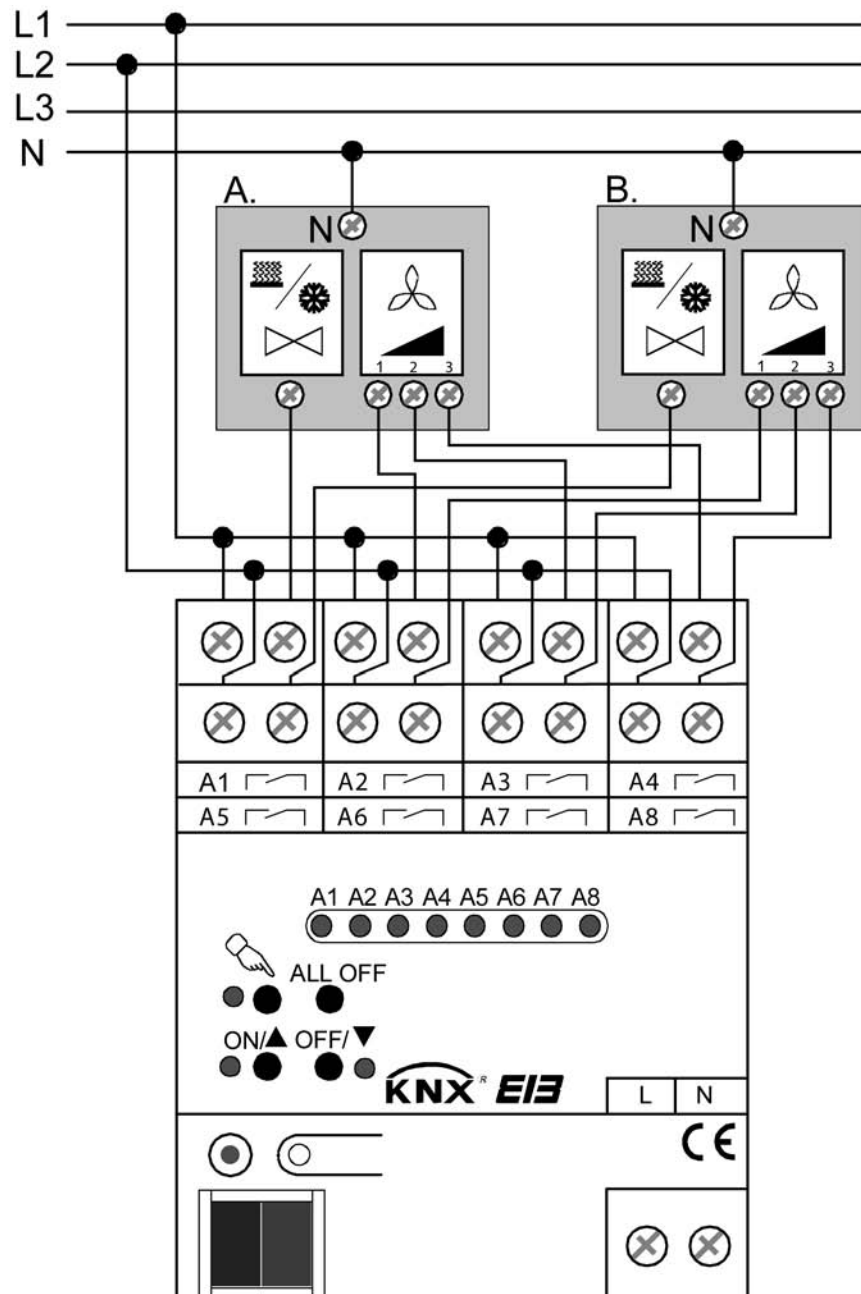 L1
L2
L3
N
A.
B.
N
N
1 2 3
1 2 3
A1 A2 A3 A4
A5 A6 A7 A8
A1 A2 A3 A4 A5 A6 A7 A8
ALL OFF
ON/▲ OFF/▼
KNX® EIB
L N
CE